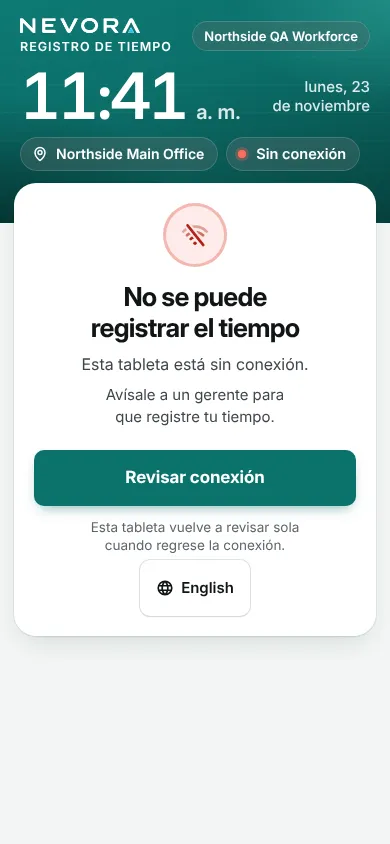 NEVORA
REGISTRO DE TIEMPO
Northside QA Workforce
11:41 a. m.
lunes, 23
de noviembre
Northside Main Office
Sin conexión
No se puede
registrar el tiempo
Esta tableta está sin conexión.
Avísale a un gerente para
que registre tu tiempo.
Revisar conexión
Esta tableta vuelve a revisar sola
cuando regrese la conexión.
English